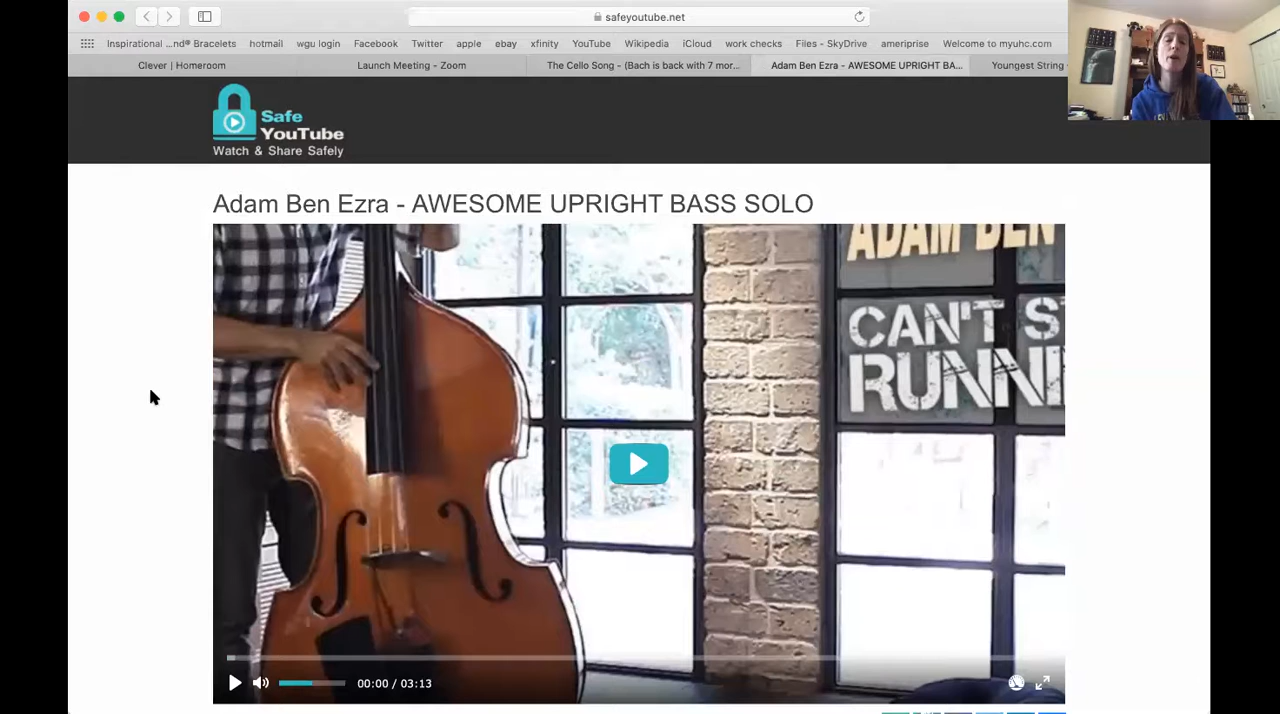 safeyoutube.net
Inspirational ...nd® Bracelets hotmail wgu login Facebook Twitter apple ebay xfinity YouTube Wikipedia iCloud work checks Files - SkyDrive ameriprise Welcome to myuhc.com
Clever | Homeroom Launch Meeting - Zoom The Cello Song - (Bach is back with 7 mor... Adam Ben Ezra - AWESOME UPRIGHT BA... Youngest String
Safe
YouTube
Watch & Share Safely
Adam Ben Ezra - AWESOME UPRIGHT BASS SOLO
ADAM BEN
CAN'T S
RUNNI
00:00 / 03:13